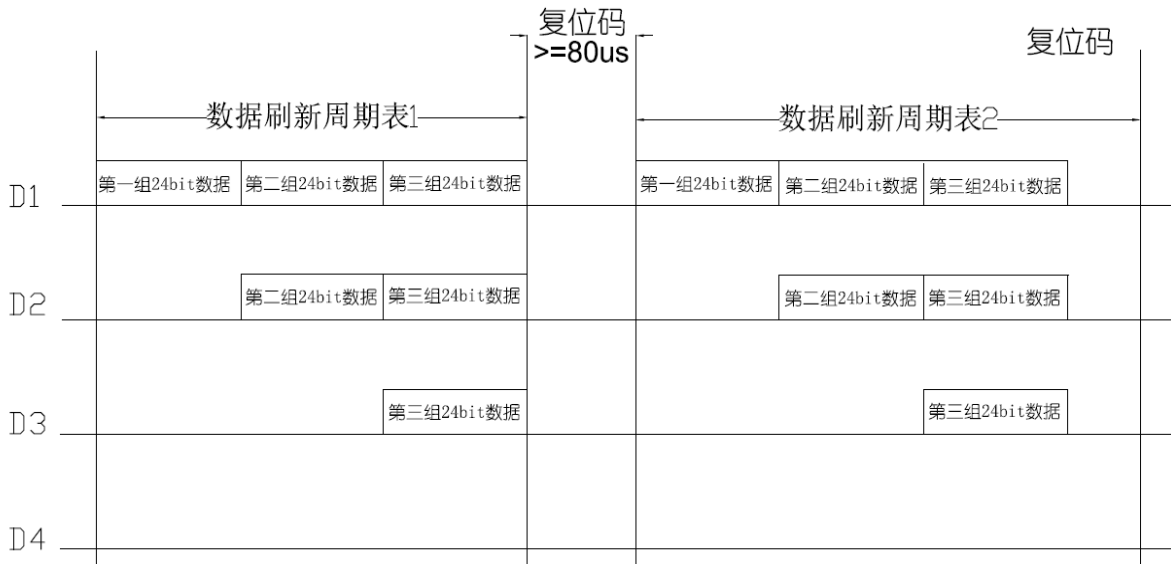 复位码
>=80us
复位码
数据刷新周期表1
数据刷新周期表2
D1
第一组24bit数据
第二组24bit数据
第三组24bit数据
第一组24bit数据
第二组24bit数据
第三组24bit数据
D2
第二组24bit数据
第三组24bit数据
第二组24bit数据
第三组24bit数据
D3
第三组24bit数据
第三组24bit数据
D4